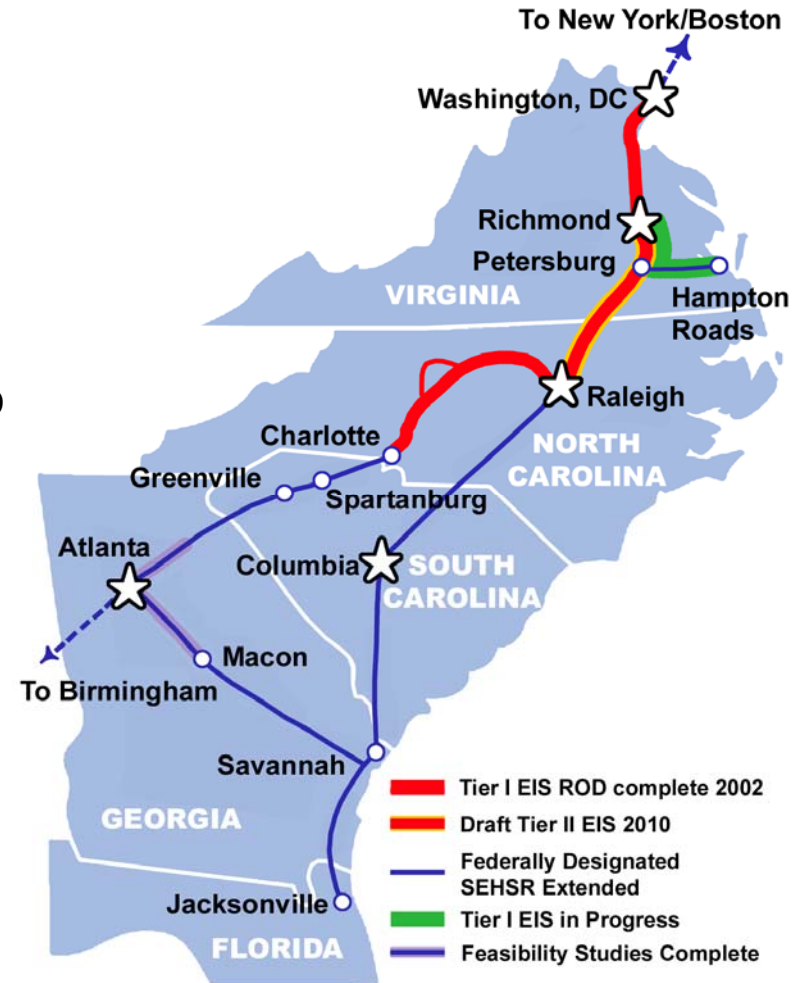 To New York/Boston
Washington, DC
Richmond
Petersburg
VIRGINIA
Hampton
Roads
Raleigh
Charlotte
NORTH
CAROLINA
Greenville
Spartanburg
Atlanta
Columbia
SOUTH
CAROLINA
Macon
To Birmingham
Savannah
GEORGIA
Jacksonville
FLORIDA
Tier I EIS ROD complete 2002
Draft Tier II EIS 2010
Federally Designated
SEHSR Extended
Tier I EIS in Progress
Feasibility Studies Complete